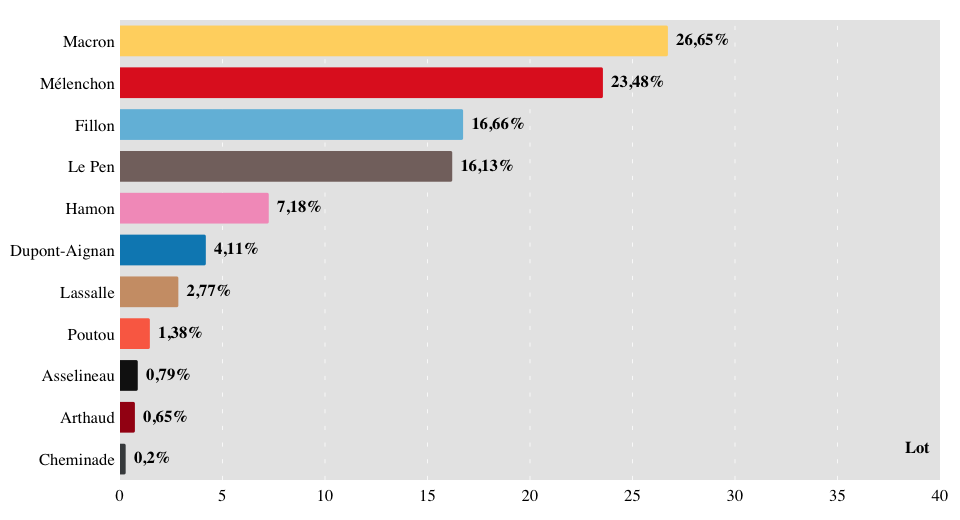 Macron 26,65%
Mélenchon 23,48%
Fillon 16,66%
Le Pen 16,13%
Hamon 7,18%
Dupont-Aignan 4,11%
Lassalle 2,77%
Poutou 1,38%
Asselineau 0,79%
Arthaud 0,65%
Lot
Cheminade 0,2%
0 5 10 15 20 25 30 35 40